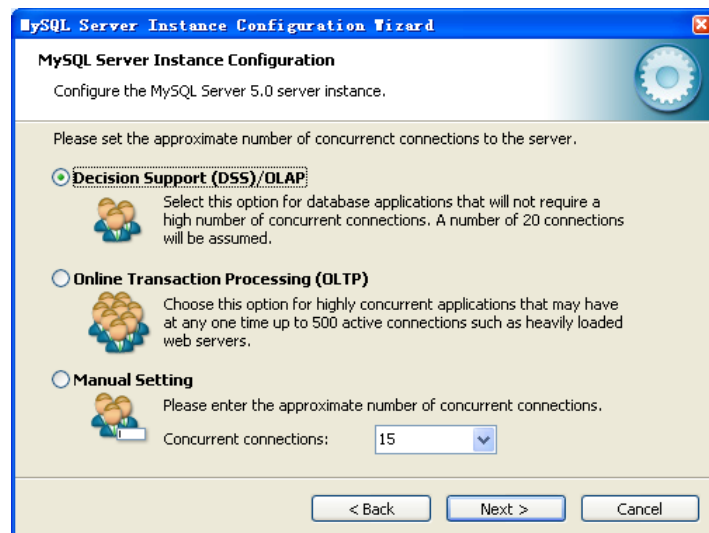 MySQL Server Instance Configuration Wizard
MySQL Server Instance Configuration
Configure the MySQL Server 5.0 server instance.
Please set the approximate number of concurrenct connections to the server.
Decision Support (DSS)/OLAP
Select this option for database applications that will not require a
high number of concurrent connections. A number of 20 connections
will be assumed.
Online Transaction Processing (OLTP)
Choose this option for highly concurrent applications that may have
at any one time up to 500 active connections such as heavily loaded
web servers.
Manual Setting
Please enter the approximate number of concurrent connections.
Concurrent connections: 15
< Back Next > Cancel